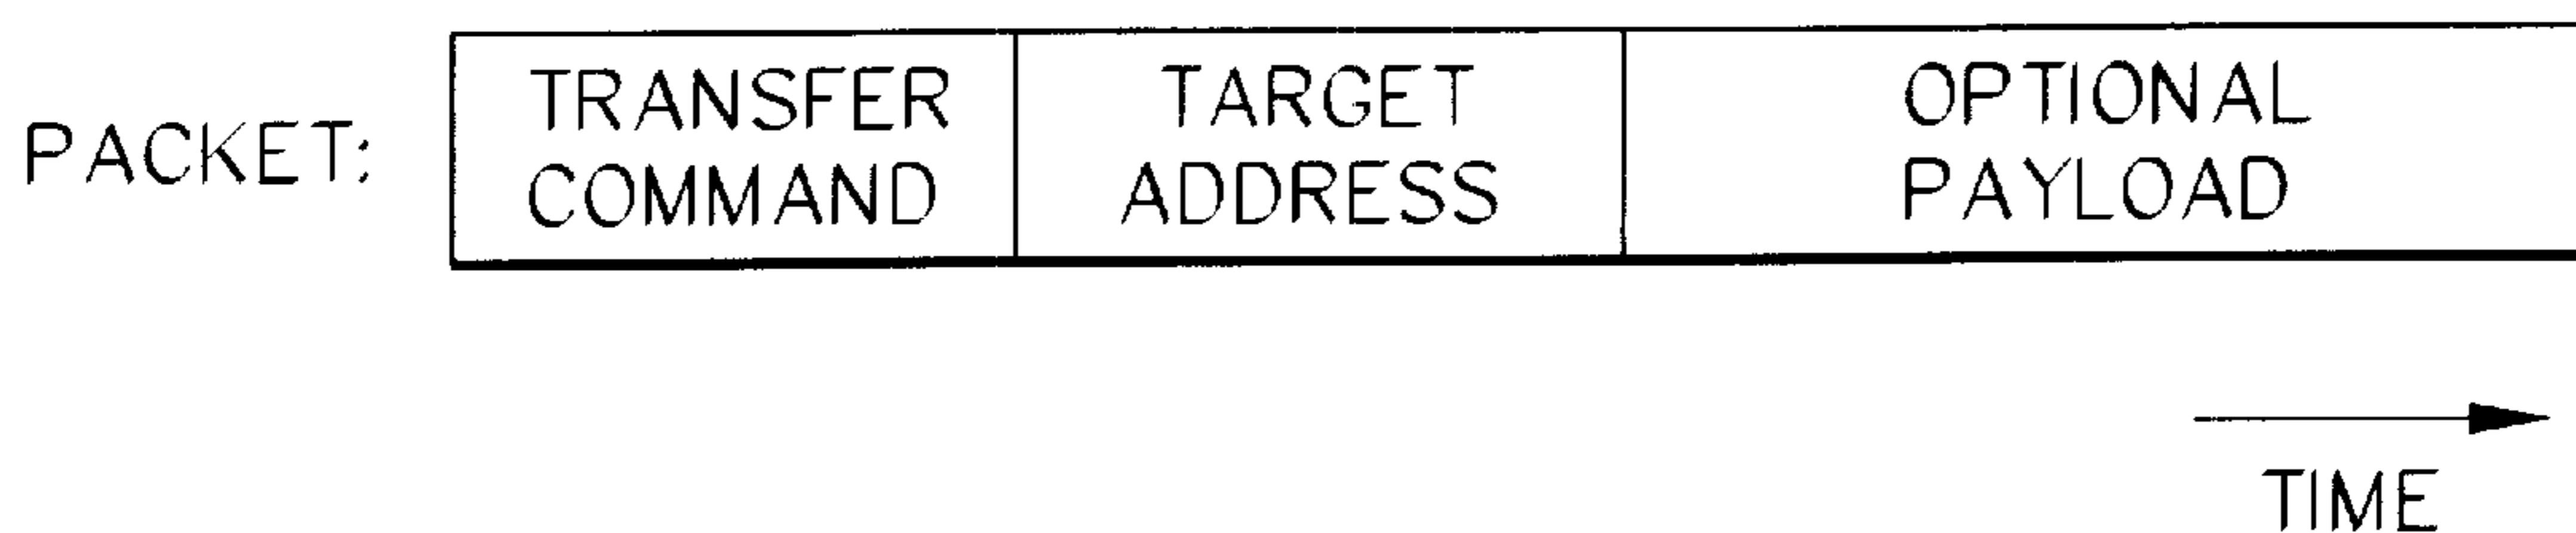 PACKET:
TRANSFER
COMMAND
TARGET
ADDRESS
OPTIONAL
PAYLOAD
TIME